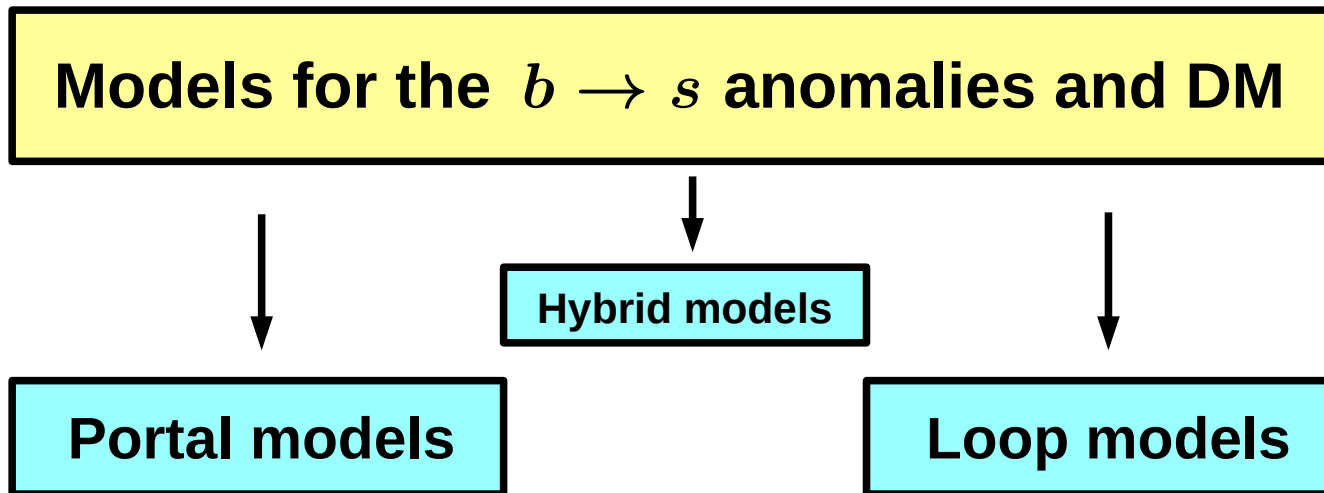 Models for the b → s anomalies and DM
Hybrid models
Portal models
Loop models